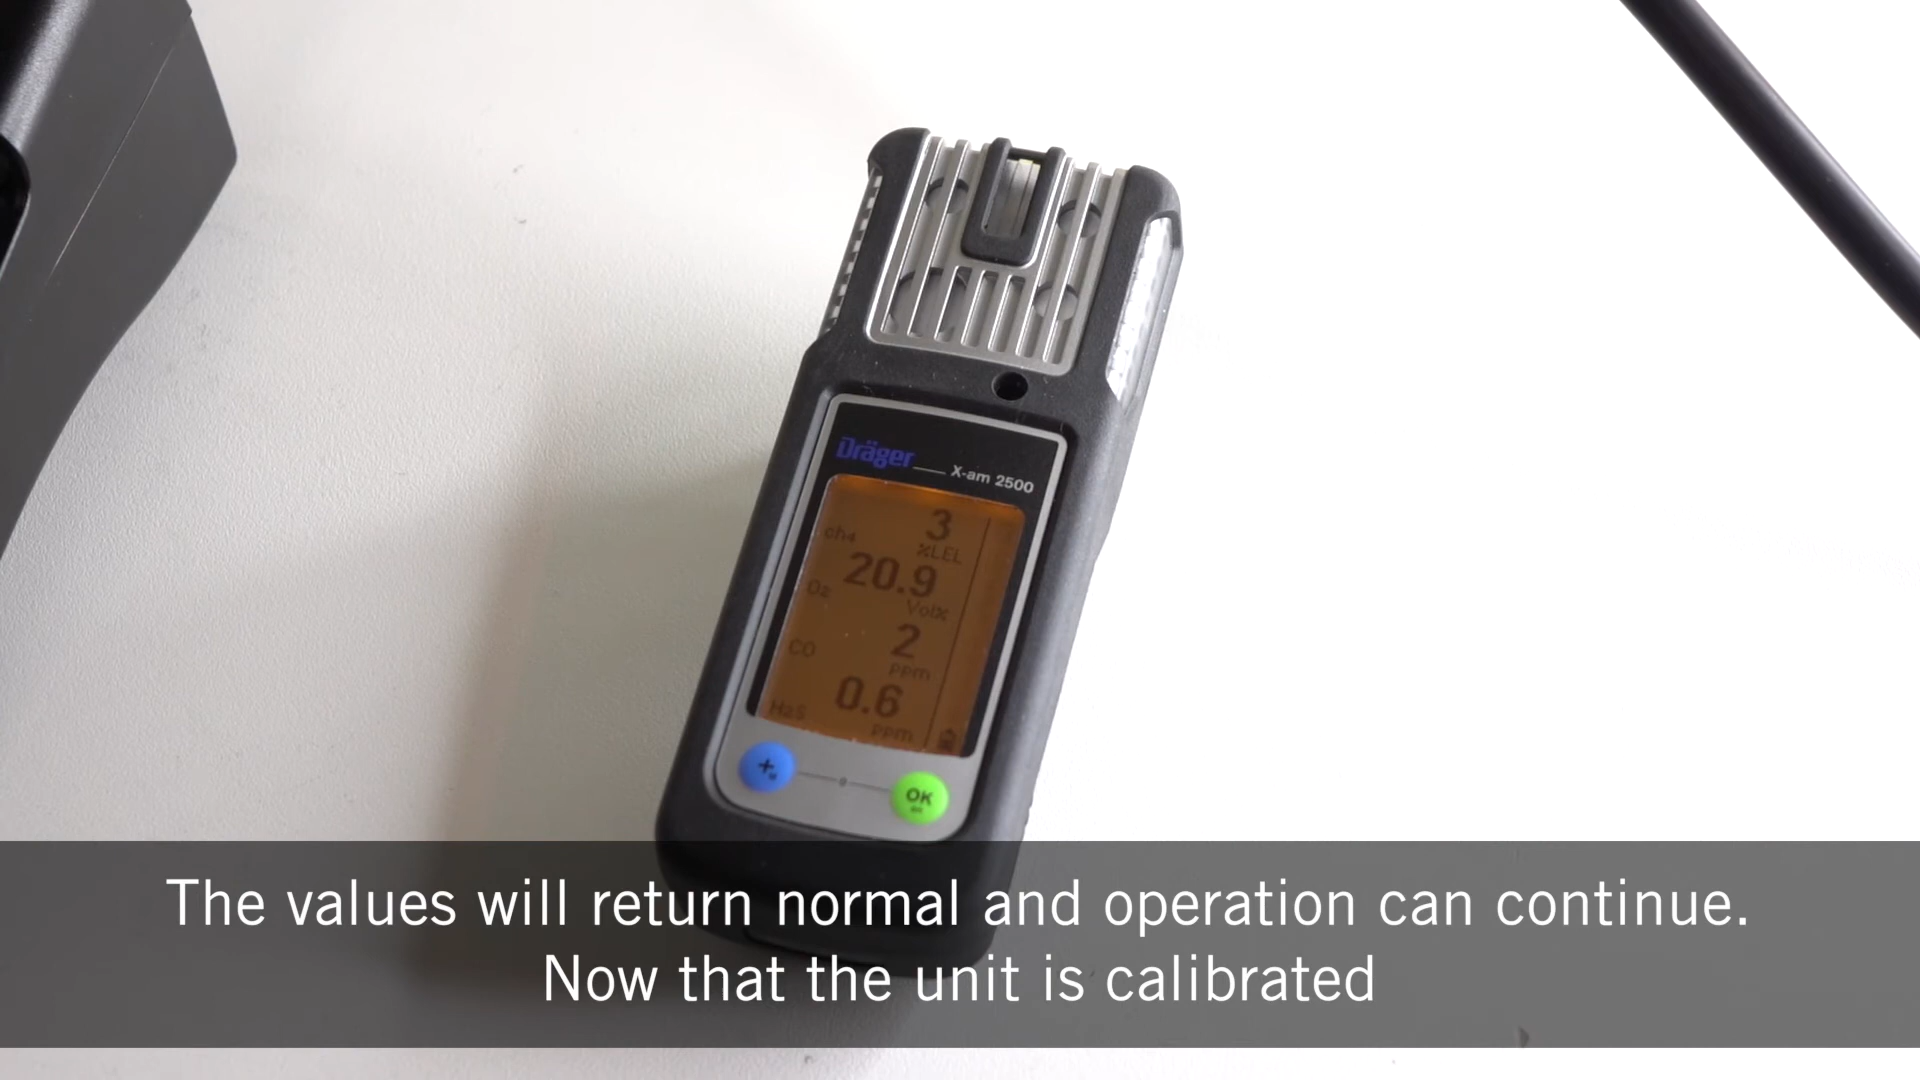 Dräger
X-am 2500
3
ch4
%LEL
20.9
O2
Vol%
2
CO
ppm
0.6
H2S
ppm
+
OK
The values will return normal and operation can continue.
Now that the unit is calibrated